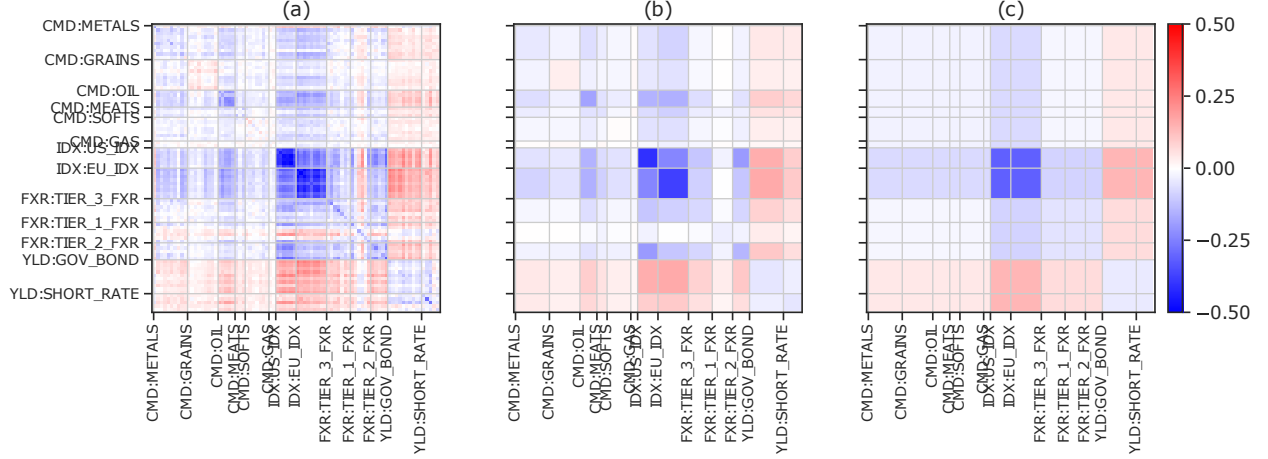 (a)
(b)
(c)
CMD:METALS
CMD:GRAINS
CMD:OIL
CMD:MEATS
CMD:SOFTS
CMD:GAS
IDX:US_IDX
IDX:EU_IDX
FXR:TIER_3_FXR
FXR:TIER_1_FXR
FXR:TIER_2_FXR
YLD:GOV_BOND
YLD:SHORT_RATE
CMD:METALS
CMD:GRAINS
CMD:OIL
CMD:MEATS
CMD:SOFTS
CMD:GAS
IDX:US_IDX
IDX:EU_IDX
FXR:TIER_3_FXR
FXR:TIER_1_FXR
FXR:TIER_2_FXR
YLD:GOV_BOND
YLD:SHORT_RATE
CMD:METALS
CMD:GRAINS
CMD:OIL
CMD:MEATS
CMD:SOFTS
CMD:GAS
IDX:US_IDX
IDX:EU_IDX
FXR:TIER_3_FXR
FXR:TIER_1_FXR
FXR:TIER_2_FXR
YLD:GOV_BOND
YLD:SHORT_RATE
CMD:METALS
CMD:GRAINS
CMD:OIL
CMD:MEATS
CMD:SOFTS
CMD:GAS
IDX:US_IDX
IDX:EU_IDX
FXR:TIER_3_FXR
FXR:TIER_1_FXR
FXR:TIER_2_FXR
YLD:GOV_BOND
YLD:SHORT_RATE
0.50
0.25
0.00
−0.25
−0.50